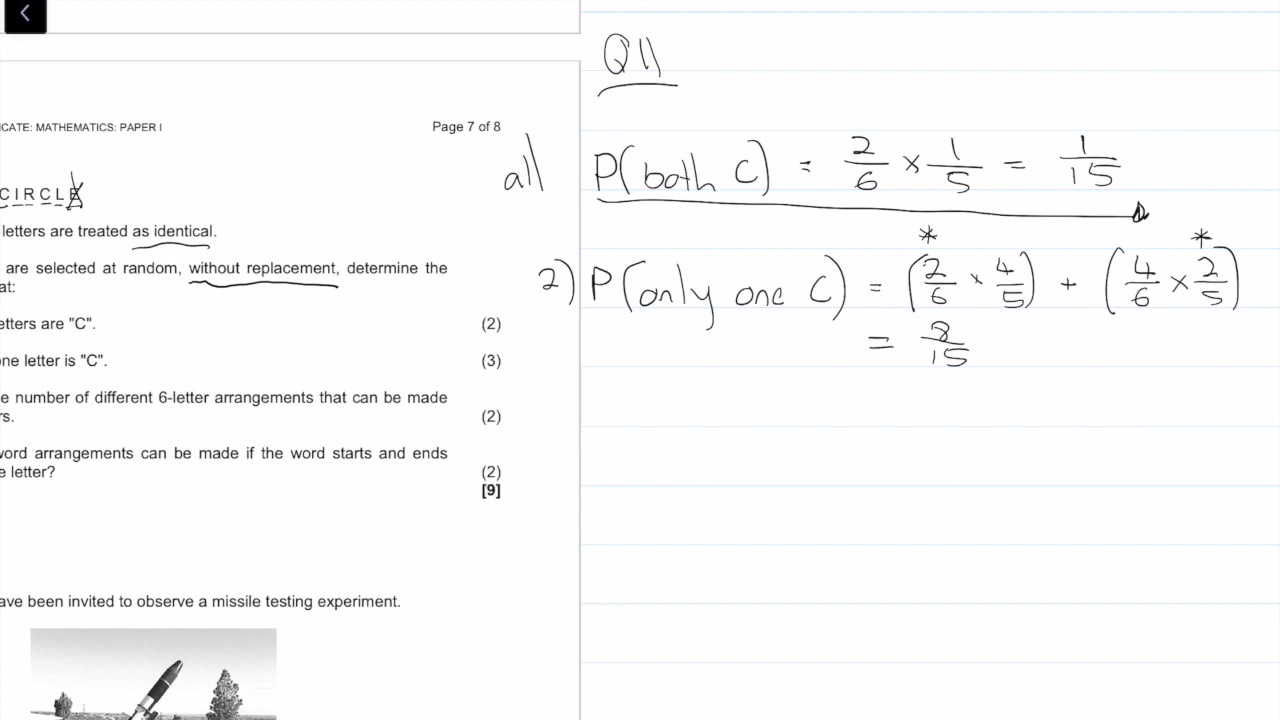 CATE: MATHEMATICS: PAPER I
Page 7 of 8
CIRCLE
letters are treated as identical.
are selected at random, without replacement, determine the
at:
etters are "C". (2)
one letter is "C". (3)
e number of different 6-letter arrangements that can be made
rs. (2)
word arrangements can be made if the word starts and ends
e letter? (2)
[9]
ave been invited to observe a missile testing experiment.
Q11
a)1) P(both C) = 2/6 × 1/5 = 1/15
2) P(only one C) = (2/6 × 4/5) + (4/6 × 2/5)
* *
= 8/15